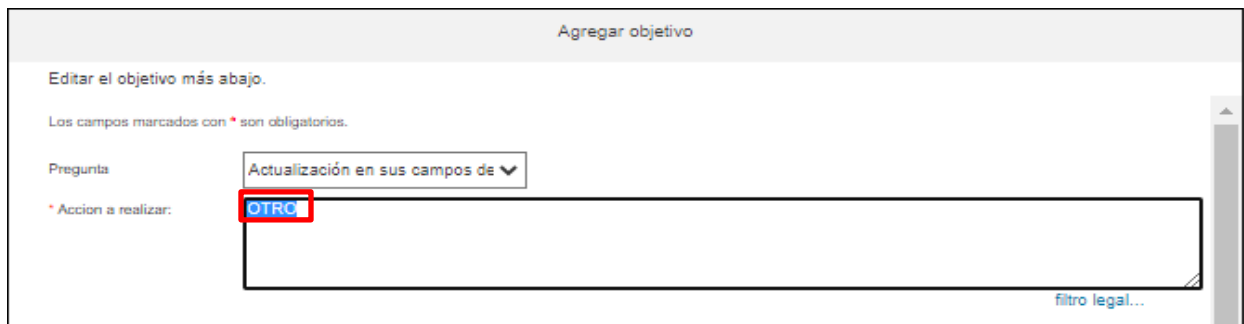 Agregar objetivo
Editar el objetivo más abajo.
Los campos marcados con * son obligatorios.
Pregunta Actualización en sus campos de
* Accion a realizar: OTRO
filtro legal...